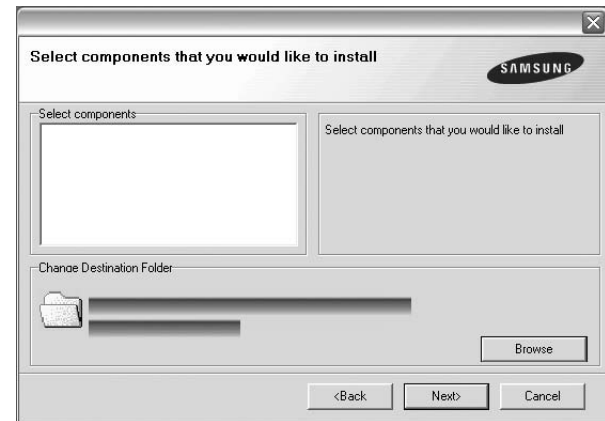 Select components that you would like to install
SAMSUNG
Select components
Select components that you would like to install
Change Destination Folder
Browse
<Back
Next>
Cancel